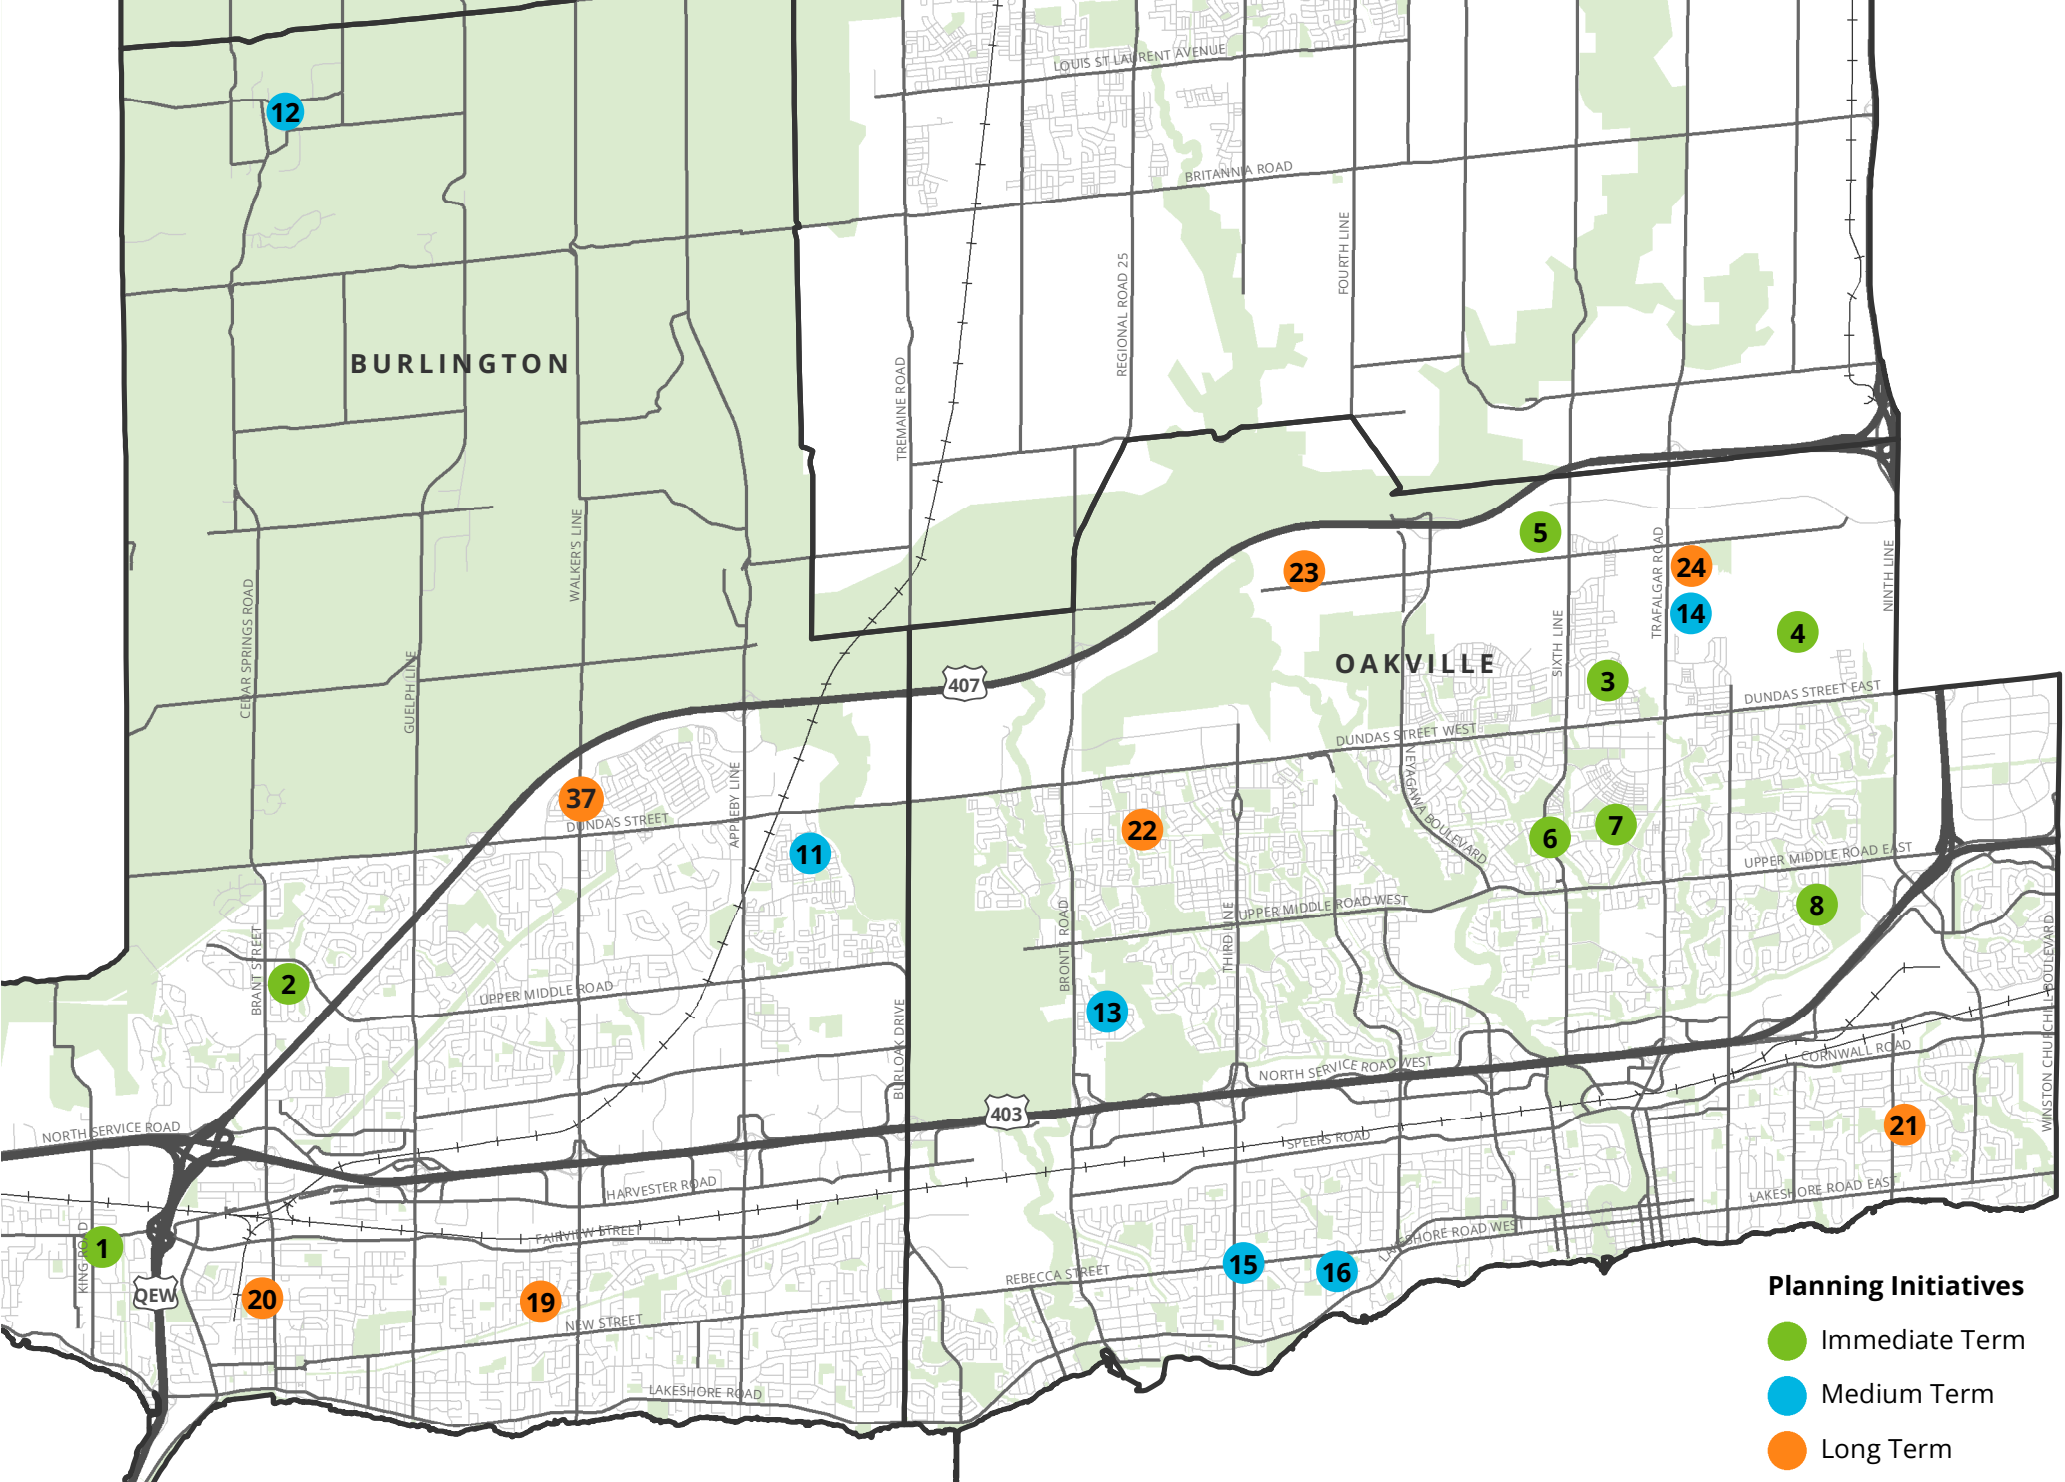 LOUIS ST LAURENT AVENUE
12
BRITANNIA ROAD
FOURTH LINE
REGIONAL ROAD 25
BURLINGTON
TREMAINE ROAD
5
WALKER'S LINE
23
24
TRAFALGAR ROAD
NINTH LINE
14
4
CEDAR SPRINGS ROAD
SIXTH LINE
OAKVILLE
GUELPH LINE
407
3
DUNDAS STREET EAST
DUNDAS STREET WEST
37
DUNDAS STREET
APPLEBY LINE
NEYAGAWA BOULEVARD
22
7
6
11
UPPER MIDDLE ROAD EAST
8
UPPER MIDDLE ROAD WEST
THIRD LINE
BRONTE ROAD
BRANT STREET
2
UPPER MIDDLE ROAD
13
WINSTON CHURCHILL BOULEVARD
BURLOAK DRIVE
CORNWALL ROAD
NORTH SERVICE ROAD WEST
403
NORTH SERVICE ROAD
21
SPEERS ROAD
HARVESTER ROAD
LAKESHORE ROAD EAST
FAIRVIEW STREET
LAKESHORE ROAD WEST
1
KING ROAD
15
16
REBECCA STREET
QEW
20
19
NEW STREET
LAKESHORE ROAD
Planning Initiatives
Immediate Term
Medium Term
Long Term